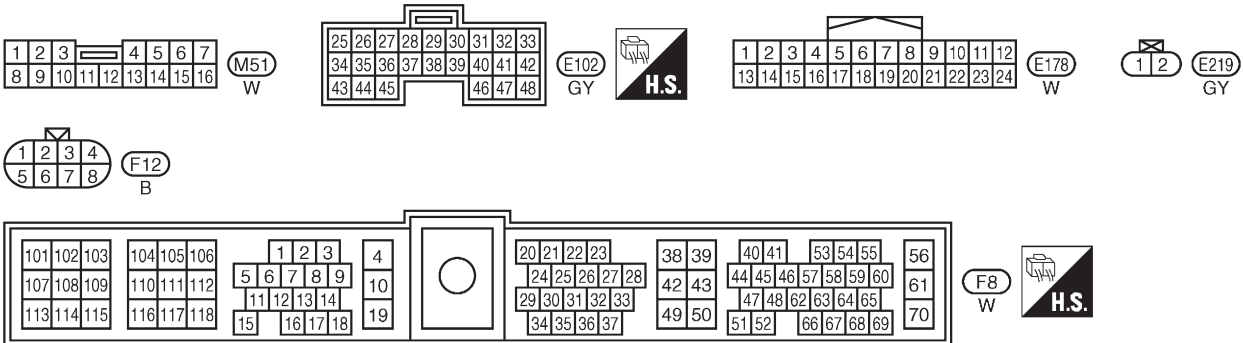 1 2 3 4 5 6 7
8 9 10 11 12 13 14 15 16
M51
W
25 26 27 28 29 30 31 32 33
34 35 36 37 38 39 40 41 42
43 44 45 46 47 48
E102
GY
H.S.
1 2 3 4 5 6 7 8 9 10 11 12
13 14 15 16 17 18 19 20 21 22 23 24
E178
W
1 2
E219
GY
1 2 3 4
5 6 7 8
F12
B
101 102 103 104 105 106 1 2 3 4 20 21 22 23 38 39 40 41 53 54 55 56
107 108 109 110 111 112 5 6 7 8 9 10 24 25 26 27 28 42 43 44 45 46 57 58 59 60 61
113 114 115 116 117 118 11 12 13 14 19 29 30 31 32 33 49 50 47 48 62 63 64 65 70
15 16 17 18 34 35 36 37 51 52 66 67 68 69
F8
W
H.S.